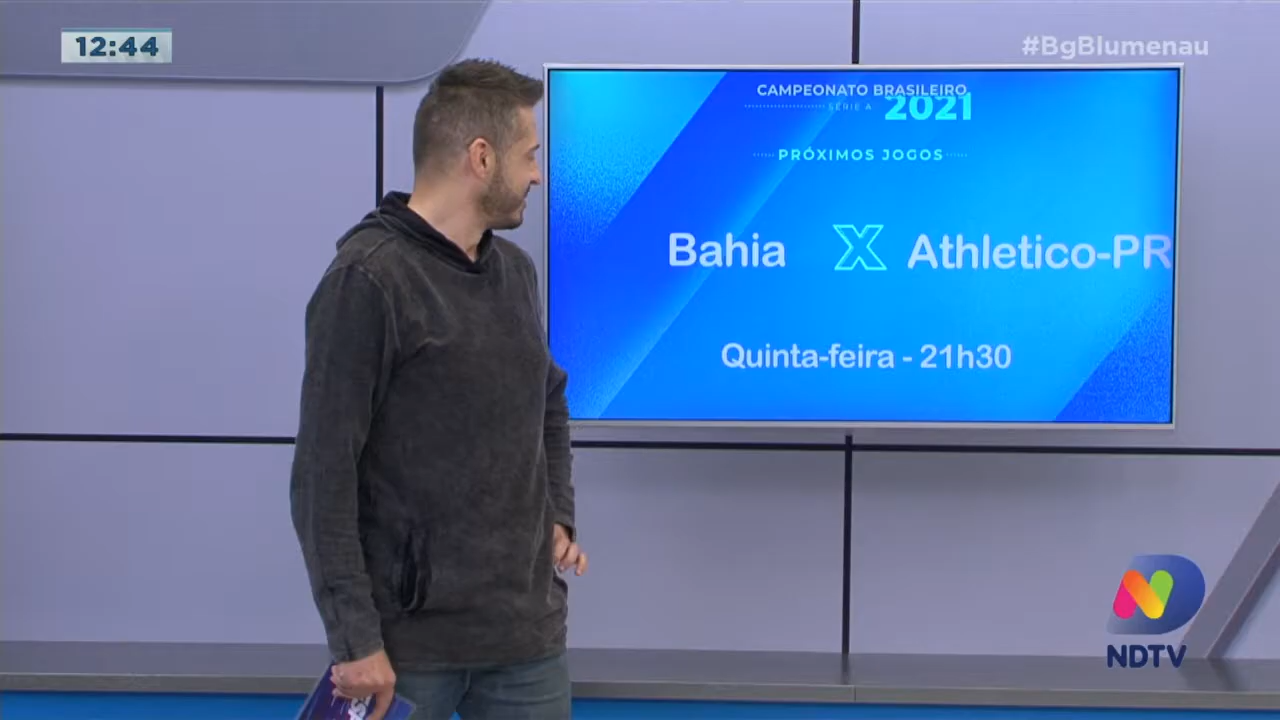 12:44
#BgBlumenau
CAMPEONATO BRASILEIRO
SÉRIE A
2021
PRÓXIMOS JOGOS
Bahia X Athletico-PR
Quinta-feira - 21h30
NDTV